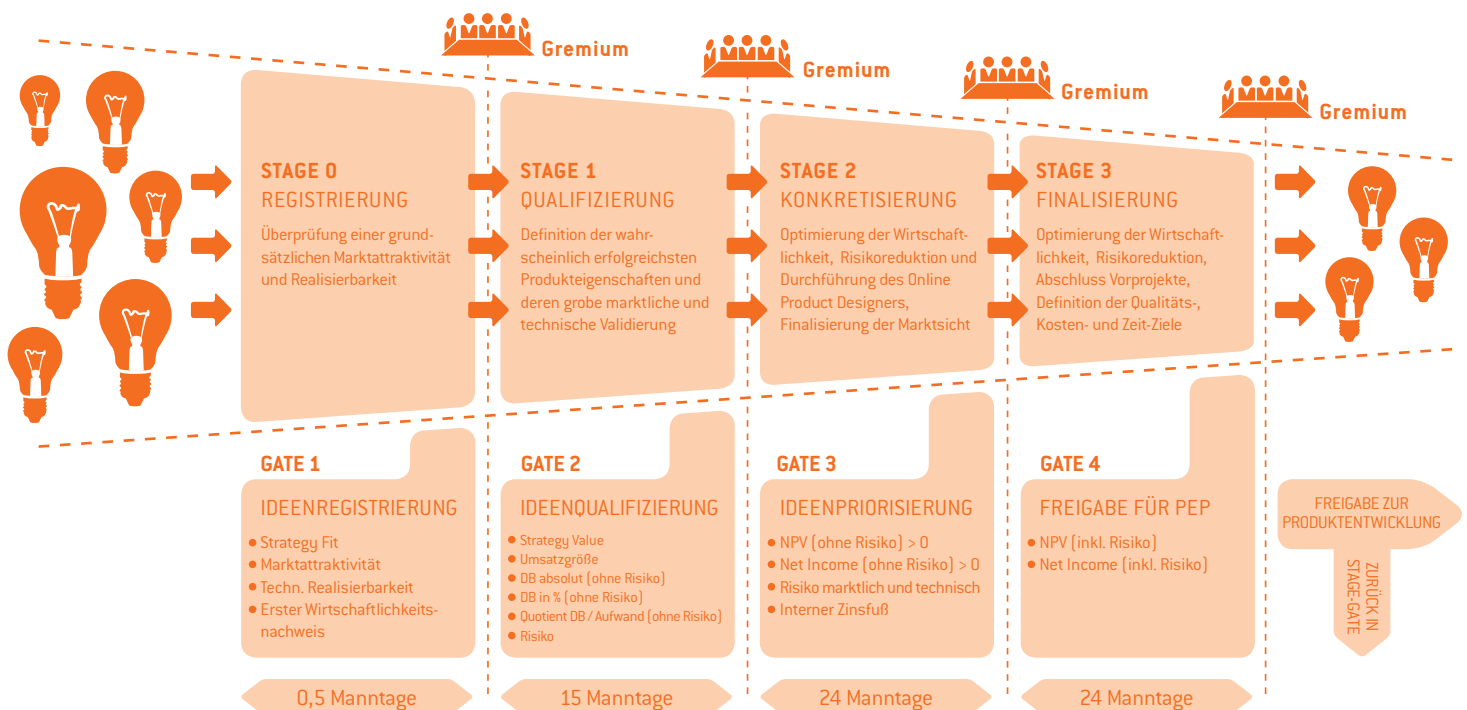 Gremium
Gremium
Gremium
Gremium
STAGE 0
REGISTRIERUNG
Überprüfung einer grund-
sätzlichen Marktattraktivität
und Realisierbarkeit
STAGE 1
QUALIFIZIERUNG
Definition der wahr-
scheinlich erfolgreichsten
Produkteigenschaften und
deren grobe marktliche und
technische Validierung
STAGE 2
KONKRETISIERUNG
Optimierung der Wirtschaft-
lichkeit, Risikoreduktion und
Durchführung des Online
Product Designers,
Finalisierung der Marktsicht
STAGE 3
FINALISIERUNG
Optimierung der Wirtschaft-
lichkeit, Risikoreduktion,
Abschluss Vorprojekte,
Definition der Qualitäts-,
Kosten- und Zeit-Ziele
GATE 1
IDEENREGISTRIERUNG
• Strategy Fit
• Marktattraktivität
• Techn. Realisierbarkeit
• Erster Wirtschaftlichkeits-
nachweis
GATE 2
IDEENQUALIFIZIERUNG
• Strategy Value
• Umsatzgröße
• DB absolut (ohne Risiko)
• DB in % (ohne Risiko)
• Quotient DB / Aufwand (ohne Risiko)
• Risiko
GATE 3
IDEENPRIORISIERUNG
• NPV (ohne Risiko) > 0
• Net Income (ohne Risiko) > 0
• Risiko marktlich und technisch
• Interner Zinsfuß
GATE 4
FREIGABE FÜR PEP
• NPV (inkl. Risiko)
• Net Income (inkl. Risiko)
FREIGABE ZUR
PRODUKTENTWICKLUNG
ZURÜCK IN
STAGE-GATE
0,5 Manntage
15 Manntage
24 Manntage
24 Manntage